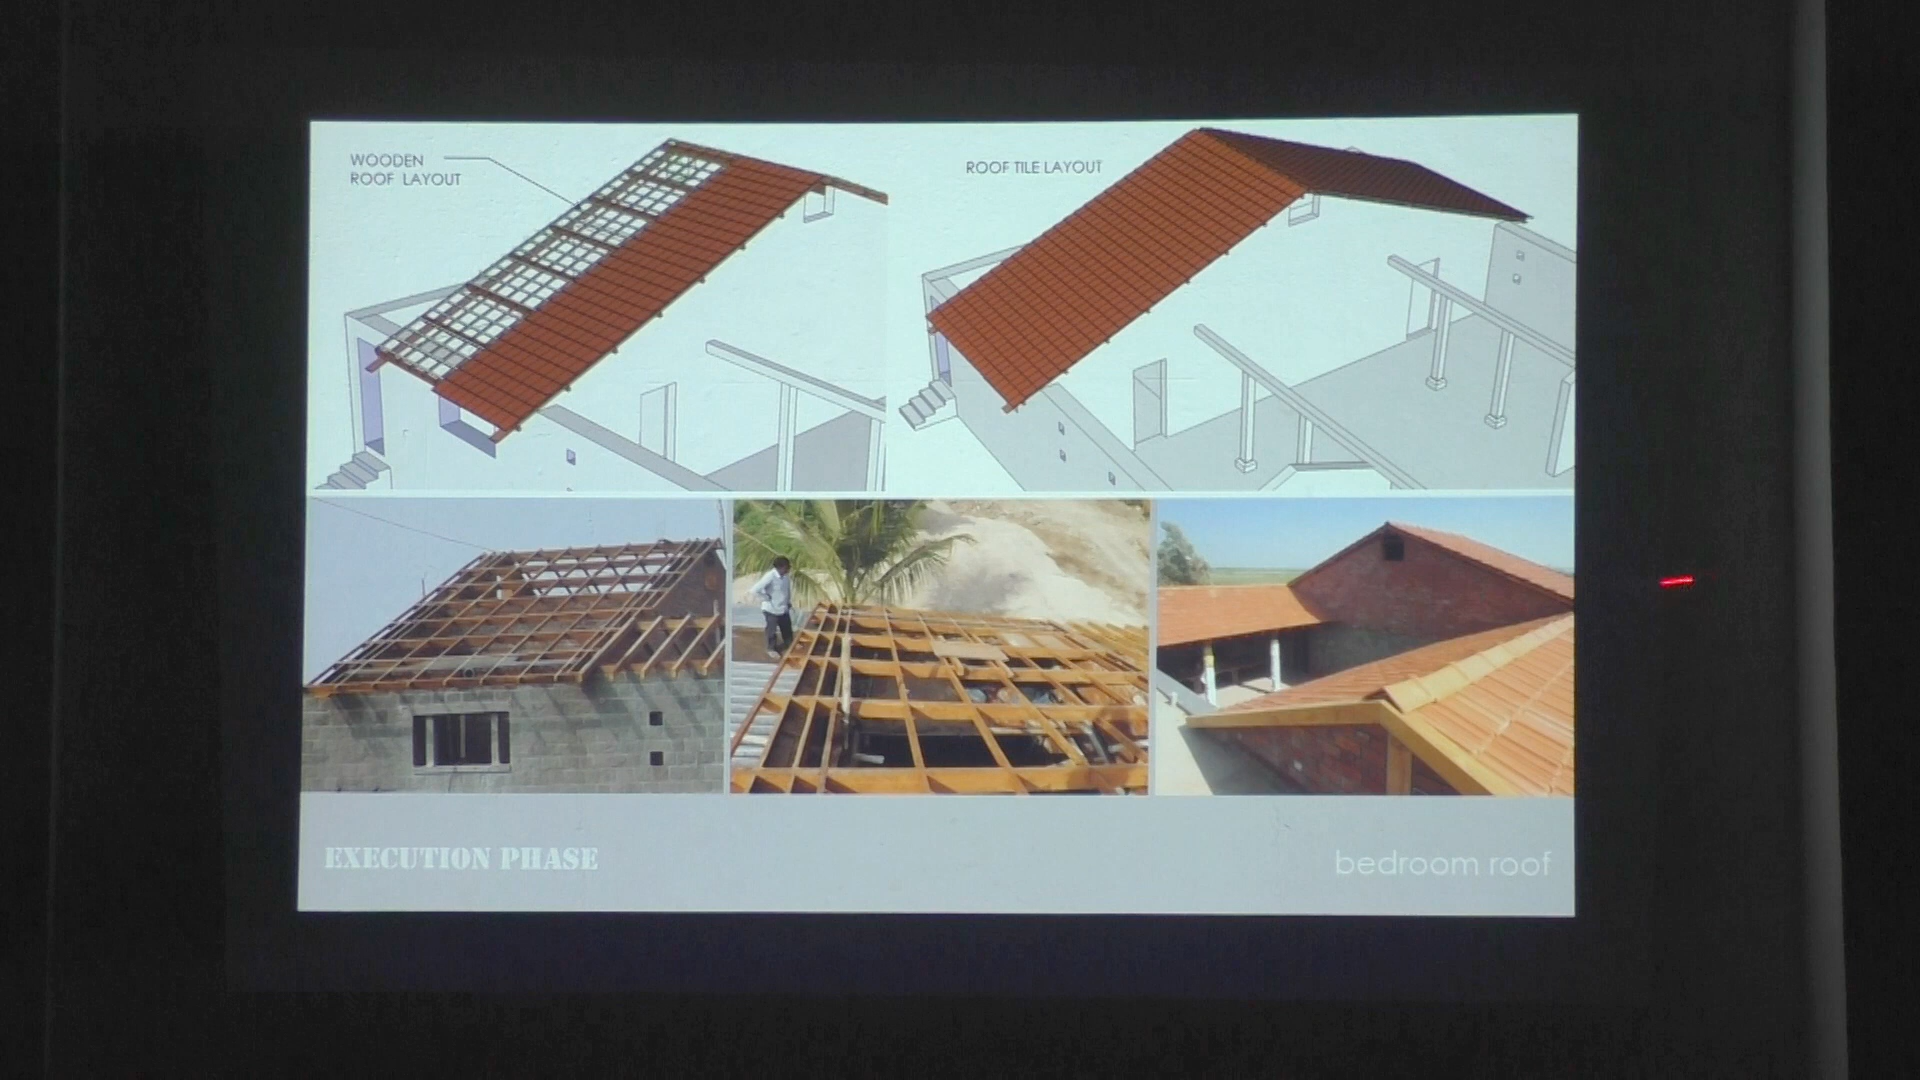 WOODEN
ROOF LAYOUT
ROOF TILE LAYOUT
EXECUTION PHASE
bedroom roof